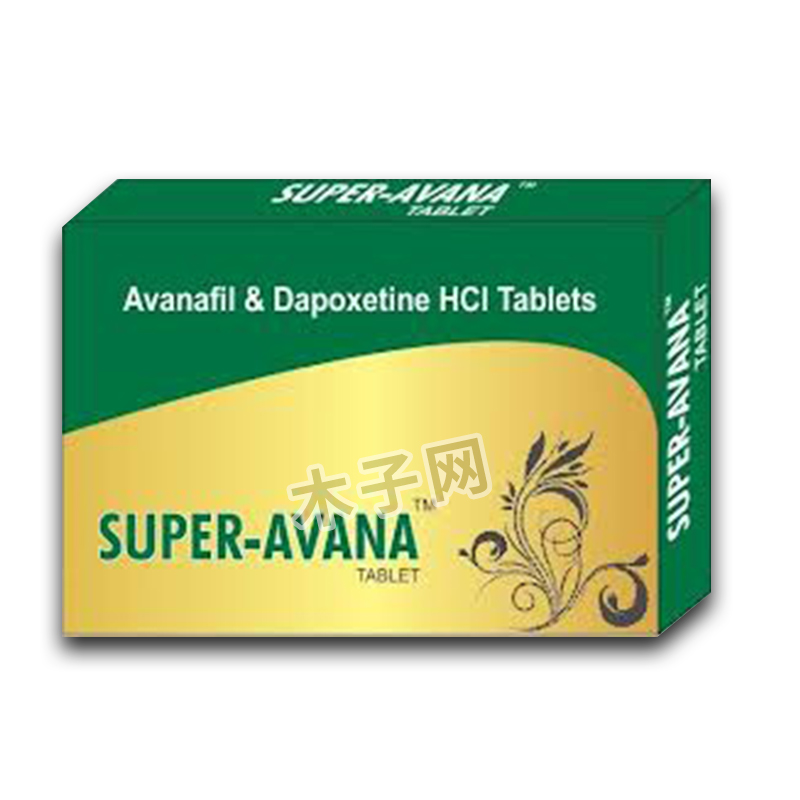 SUPER-AVANA™
TABLET
Avanafil & Dapoxetine HCl Tablets
木子网
SUPER-AVANA™
TABLET
SUPER-AVANA™
TABLET